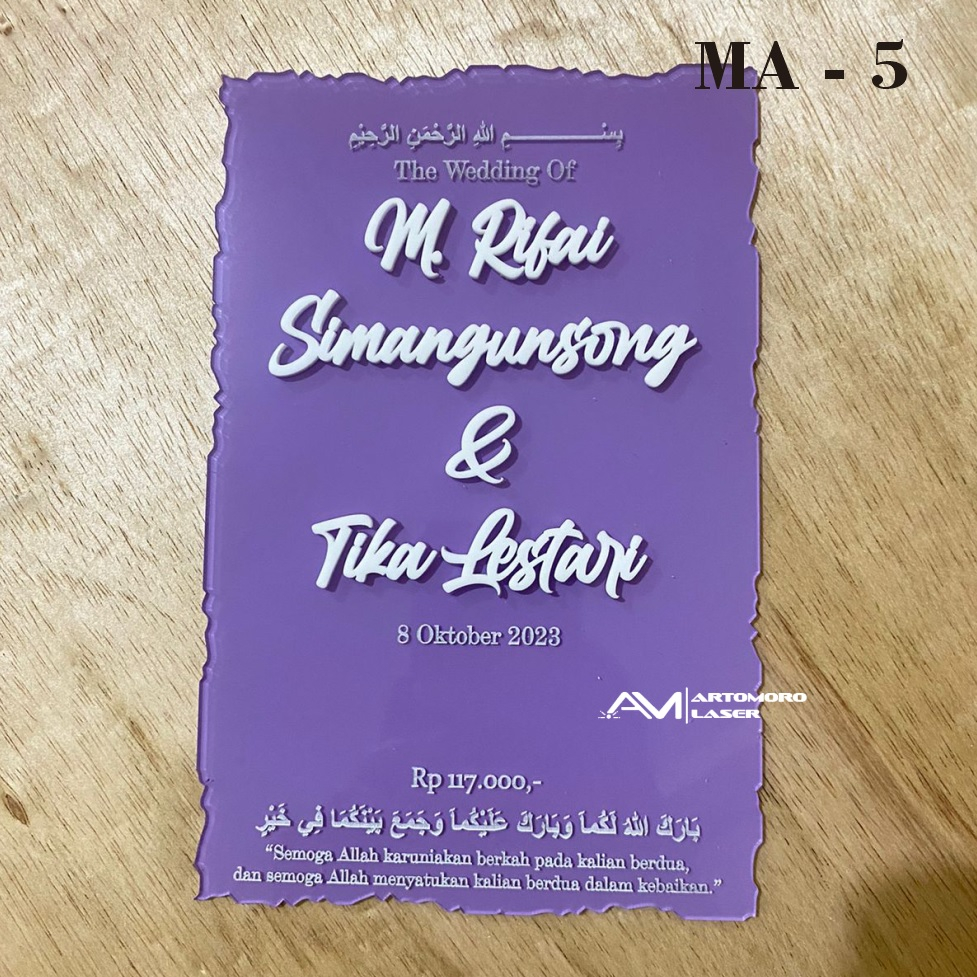 MA - 5
بِسْــــــــــــــــمِ اللهِ الرَّحْمَنِ الرَّحِيْمِ
The Wedding Of
M. Rifai
Simangunsong
&
Tika Lestari
8 Oktober 2023
AM ARTOMORO
LASER
Rp 117.000,-
بَارَكَ اللهُ لَكُمَا وَبَارَكَ عَلَيْكُمَا وَجَمَعَ بَيْنَكُمَا فِي خَيْرٍ
“Semoga Allah karuniakan berkah pada kalian berdua,
dan semoga Allah menyatukan kalian berdua dalam kebaikan.”